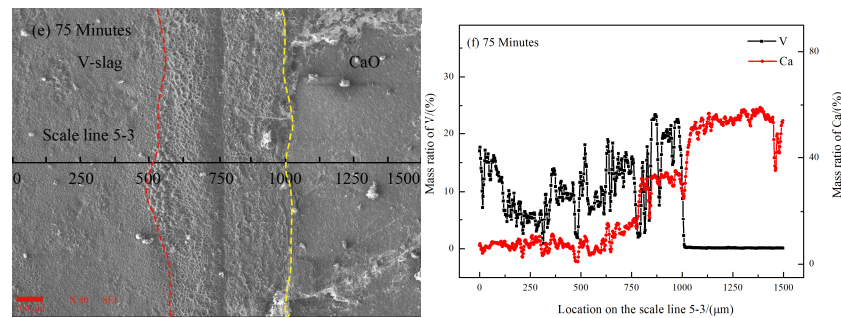 (e) 75 Minutes
V-slag
CaO
Scale line 5-3
0 250 500 750 1000 1250 1500
(f) 75 Minutes
V
Ca
Mass ratio of V/(%)
30
20
10
0
Mass ratio of Ca/(%)
80
40
0
0 250 500 750 1000 1250 1500
Location on the scale line 5-3/(μm)